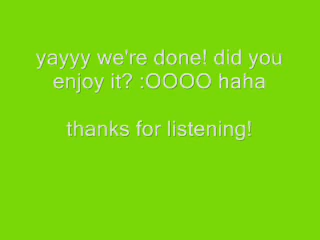 yayyy we're done! did you
enjoy it? :OOOO haha
thanks for listening!